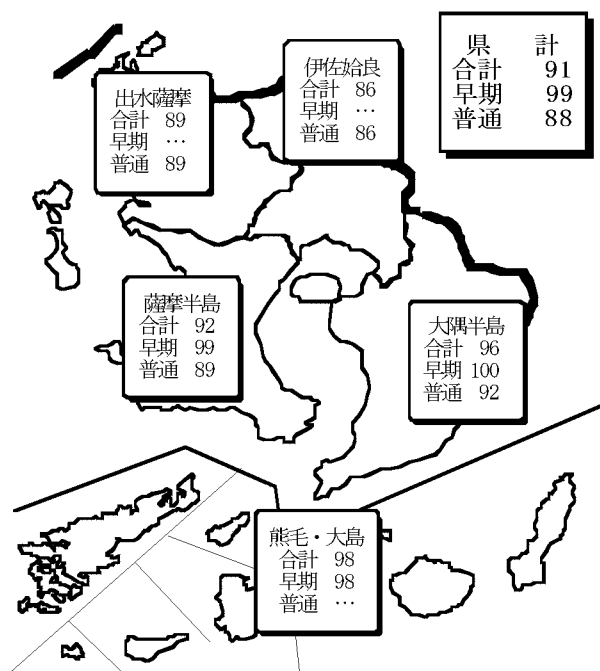 県　計
合計 91
早期 99
普通 88
伊佐姶良
合計 86
早期 …
普通 86
出水薩摩
合計 89
早期 …
普通 89
薩摩半島
合計 92
早期 99
普通 89
大隅半島
合計 96
早期 100
普通 92
熊毛・大島
合計 98
早期 98
普通 …